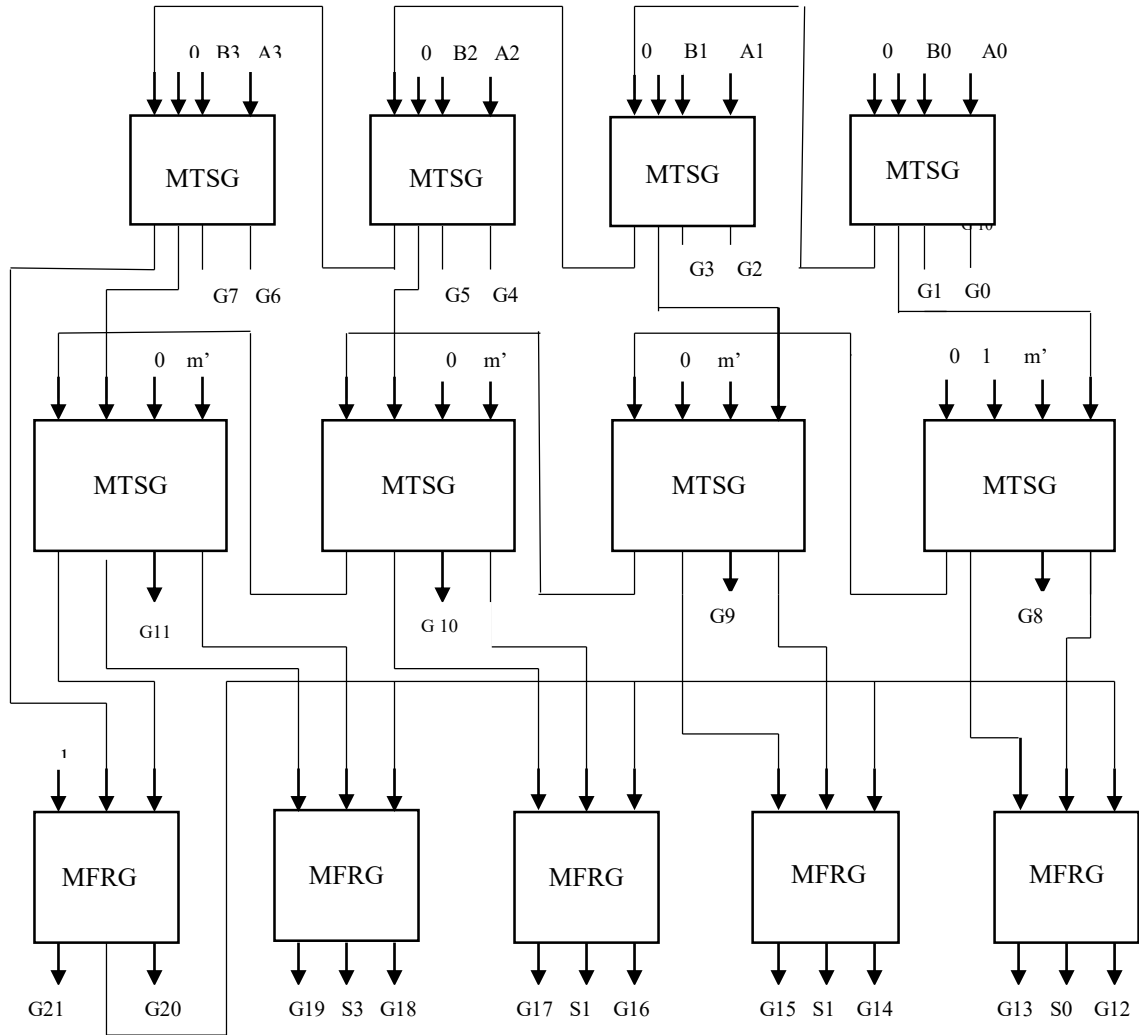 0 B3 A3 0 B2 A2 0 B1 A1 0 B0 A0
MTSG MTSG MTSG MTSG
G7 G6 G5 G4 G3 G2 G1 G0
0 m’ 0 m’ 0 m’ 0 1 m’
MTSG MTSG MTSG MTSG
G11 G 10 G9 G8
1
MFRG MFRG MFRG MFRG MFRG
G21 G20 G19 S3 G18 G17 S1 G16 G15 S1 G14 G13 S0 G12